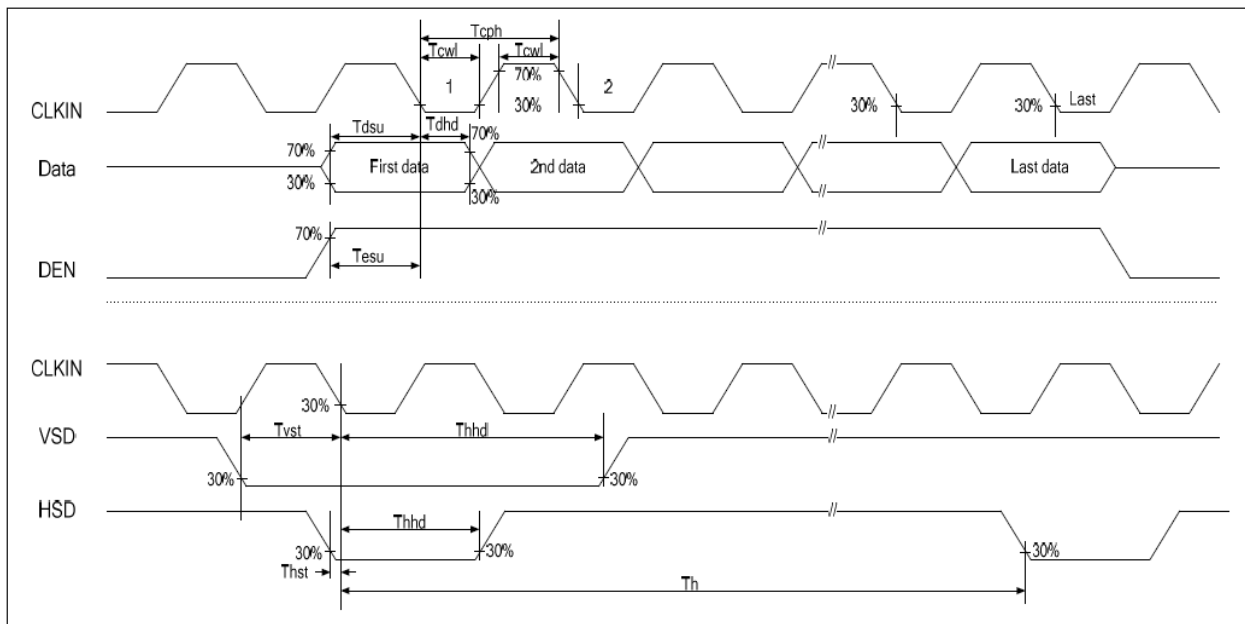 Tcph
Tcwl Tcwl
1 70% 2 //
30% 30% 30% Last
CLKIN
Tdsu Tdhd 70%
70% //
Data First data 2nd data Last data
30% 30% //
70% //
Tesu
DEN
CLKIN
30% //
VSD Tvst Thhdl //
30% 30%
HSD //
Thhd
30% 30% 30%
Thst
Th